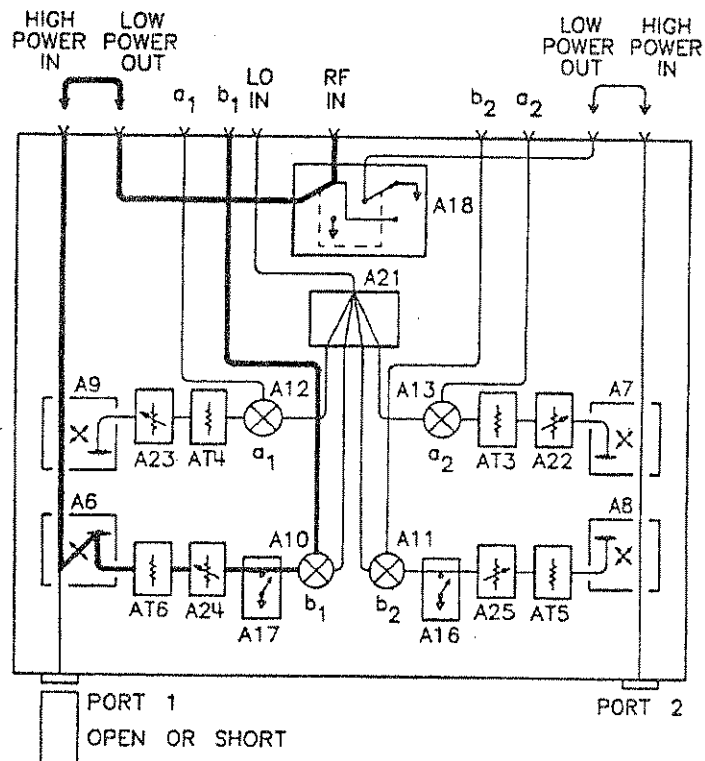 HIGH POWER IN
LOW POWER OUT
a1
b1
LO IN
RF IN
b2
a2
LOW POWER OUT
HIGH POWER IN
A18
A21
A9
A12
A13
A7
A23
AT4
a1
a2
AT3
A22
A6
A10
A11
A8
AT6
A24
A17
b1
b2
A16
A25
AT5
PORT 1
PORT 2
OPEN OR SHORT